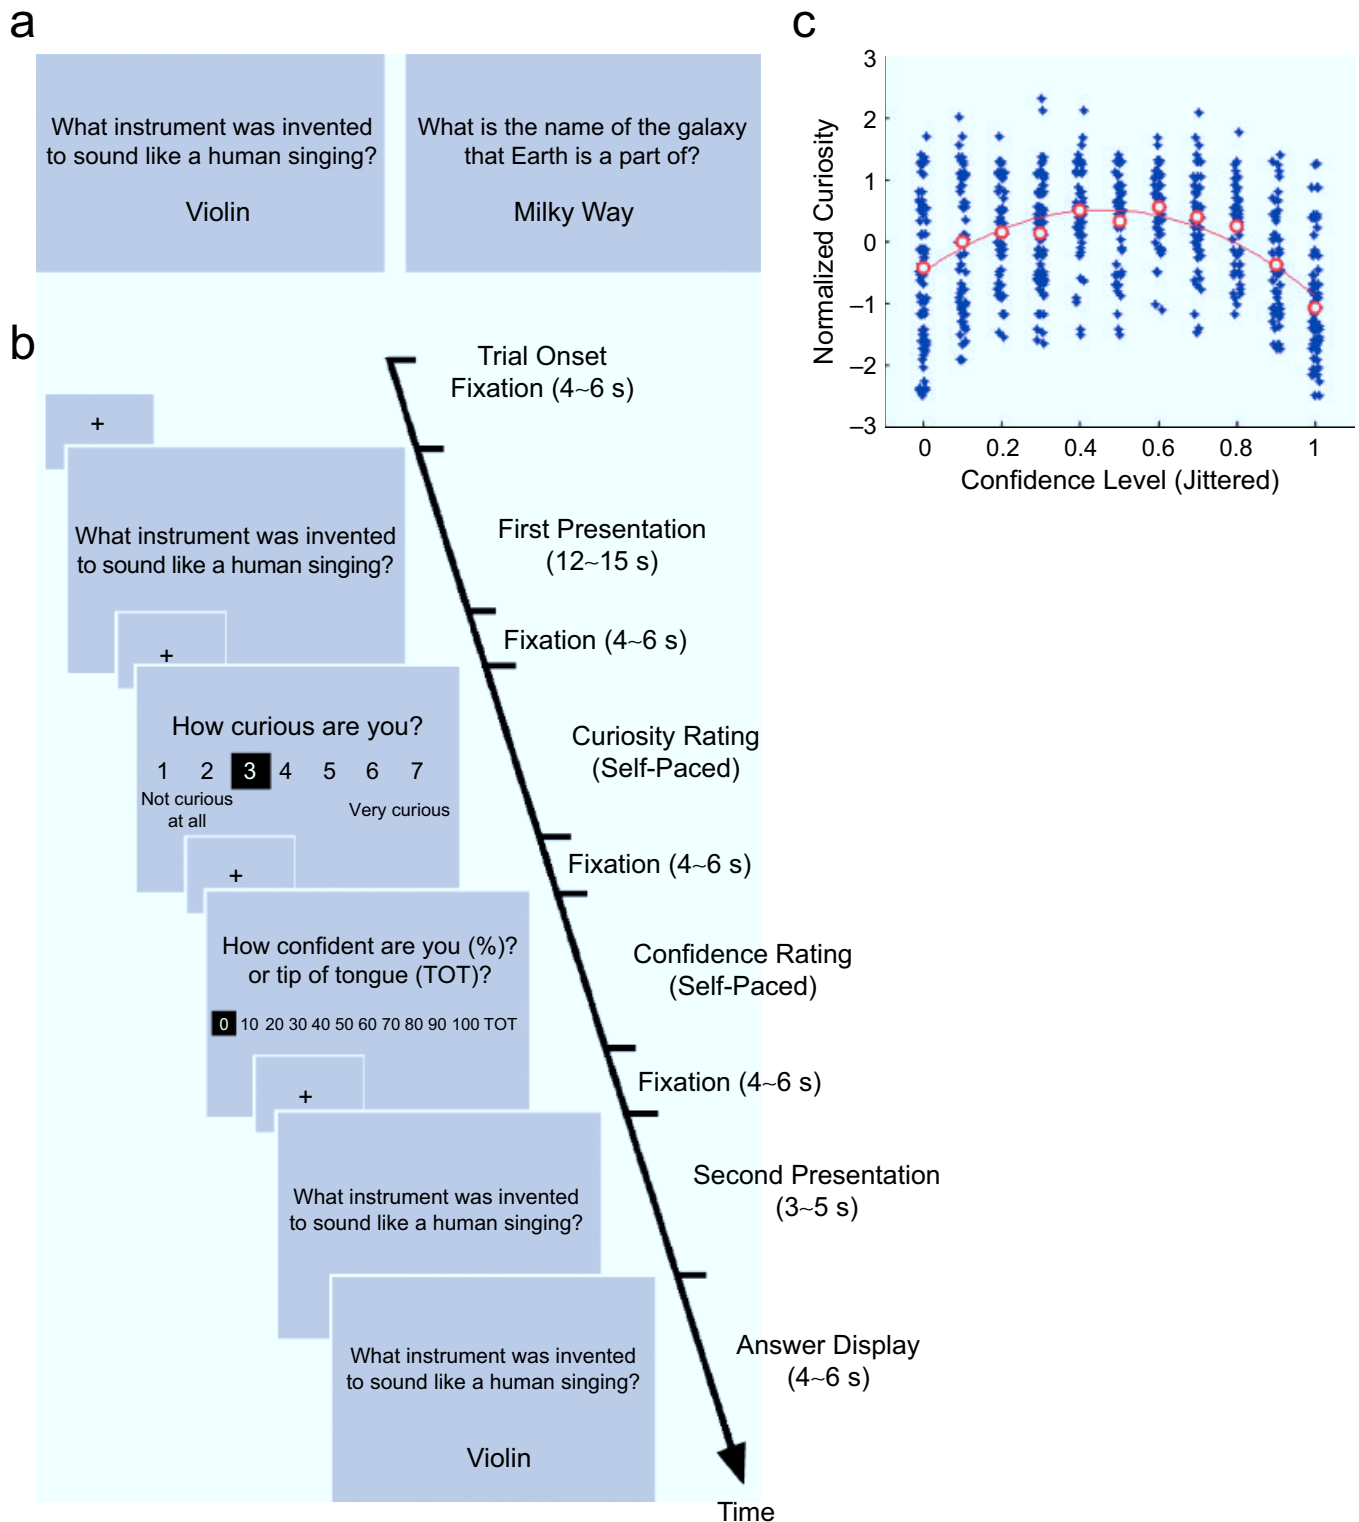 a
What instrument was invented
to sound like a human singing?
Violin
What is the name of the galaxy
that Earth is a part of?
Milky Way
b
+
What instrument was invented
to sound like a human singing?
+
How curious are you?
1 2 3 4 5 6 7
Not curious
at all
Very curious
+
How confident are you (%)?
or tip of tongue (TOT)?
0 10 20 30 40 50 60 70 80 90 100 TOT
+
What instrument was invented
to sound like a human singing?
What instrument was invented
to sound like a human singing?
Violin
Trial Onset
Fixation (4~6 s)
First Presentation
(12~15 s)
Fixation (4~6 s)
Curiosity Rating
(Self-Paced)
Fixation (4~6 s)
Confidence Rating
(Self-Paced)
Fixation (4~6 s)
Second Presentation
(3~5 s)
Answer Display
(4~6 s)
Time
c
Normalized Curiosity
3
2
1
0
–1
–2
–3
0 0.2 0.4 0.6 0.8 1
Confidence Level (Jittered)